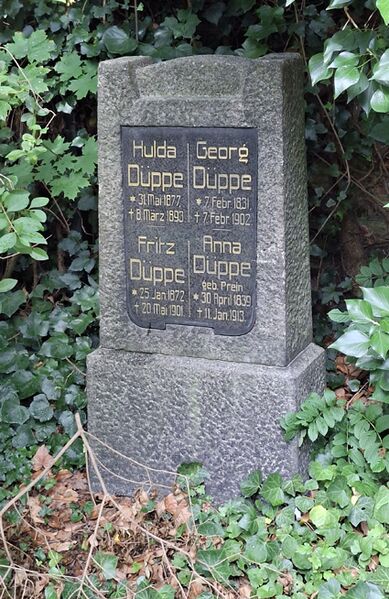 Hulda
Düppe
* 31. Mai 1877
† 8. März 1890
Georg
Düppe
* 7. Febr. 1831
† 7. Febr. 1902
Fritz
Düppe
* 25. Jan. 1872
† 20. Mai 1901
Anna
Düppe
geb. Prein
* 30. April 1839
† 11. Jan. 1913